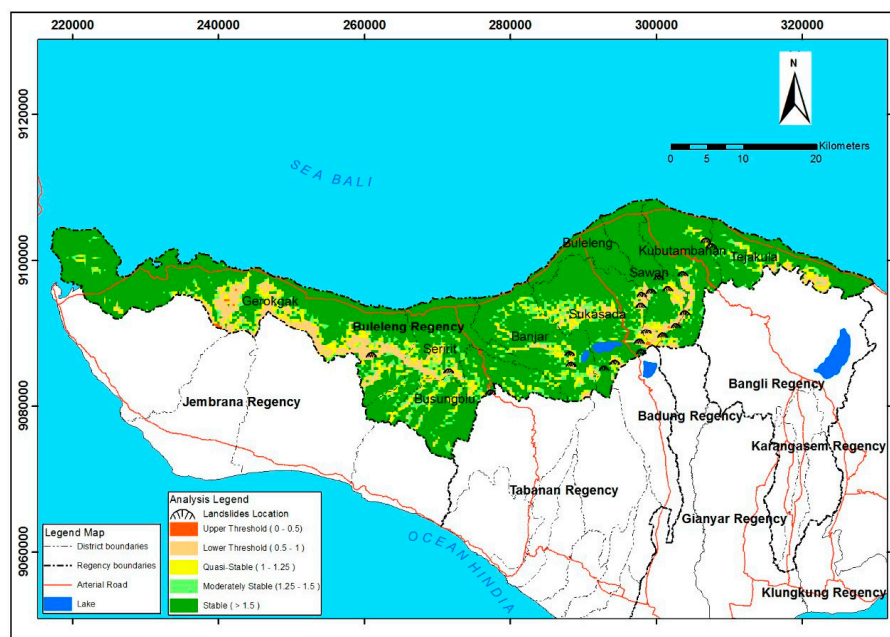 220000 240000 260000 280000 300000 320000
N
Kilometers
0 5 10 20
9120000
9100000
9080000
9060000
SEA BALI
Buleleng
Kubutambahan
Tejakula
Sawan
Gerokgak
Sukasada
Buleleng Regency
Banjar
Seririt
Busungbiu
Jembrana Regency
Bangli Regency
Badung Regency
Karangasem Regency
Tabanan Regency
Gianyar Regency
Klungkung Regency
OCEAN HINDIA
Legend Map
District boundaries
Regency boundaries
Arterial Road
Lake
Analysis Legend
Landslides Location
Upper Threshold ( 0 - 0.5)
Lower Threshold (0.5 - 1)
Quasi-Stable ( 1 - 1.25)
Moderately Stable (1.25 - 1.5)
Stable ( > 1.5)